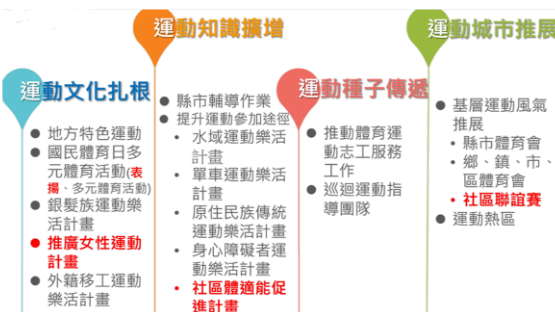 運動文化扎根
● 地方特色運動
● 國民體育日多
元體育活動(表
揚、多元體育活動)
● 銀髮族運動樂
活計畫
● 推廣女性運動
計畫
● 外籍移工運動
樂活計畫
運動知識擴增
● 縣市輔導作業
● 提升運動參加途徑
• 水域運動樂活
計畫
• 單車運動樂活
計畫
• 原住民族傳統
運動樂活計畫
• 身心障礙者運
動樂活計畫
• 社區體適能促
進計畫
運動種子傳遞
● 推動體育運
動志工服務
工作
● 巡迴運動指
導團隊
運動城市推展
● 基層運動風氣
推展
• 縣市體育會
• 鄉、鎮、市、
區體育會
• 社區聯誼賽
● 運動熱區